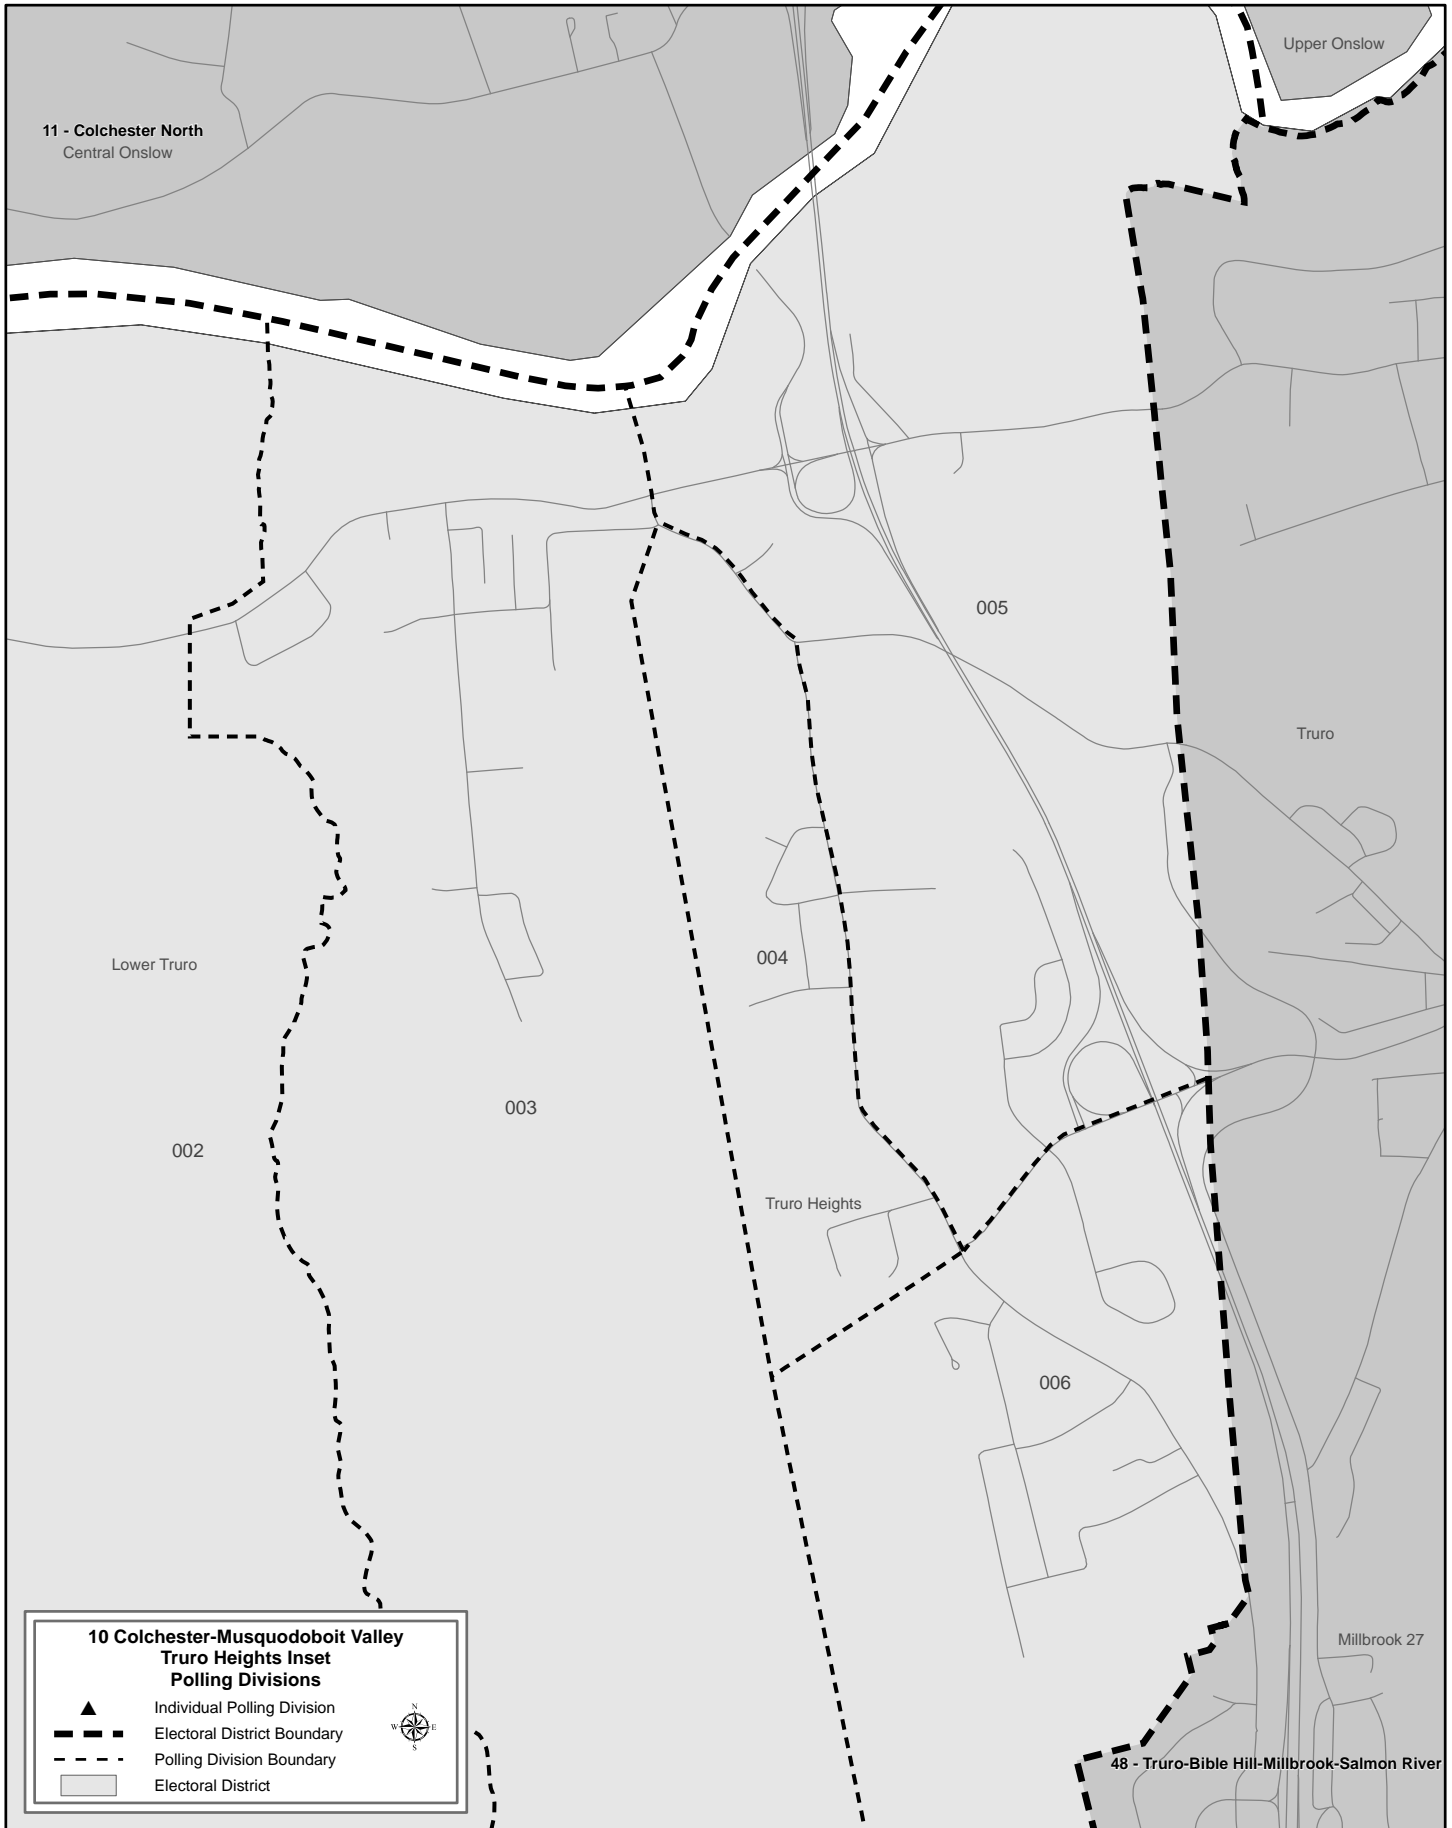 Upper Onslow
11 - Colchester North
Central Onslow
005
Truro
004
Lower Truro
003
002
Truro Heights
006
Millbrook 27
48 - Truro-Bible Hill-Millbrook-Salmon River
10 Colchester-Musquodoboit Valley
Truro Heights Inset
Polling Divisions
Individual Polling Division
Electoral District Boundary
Polling Division Boundary
Electoral District
N
W E
S